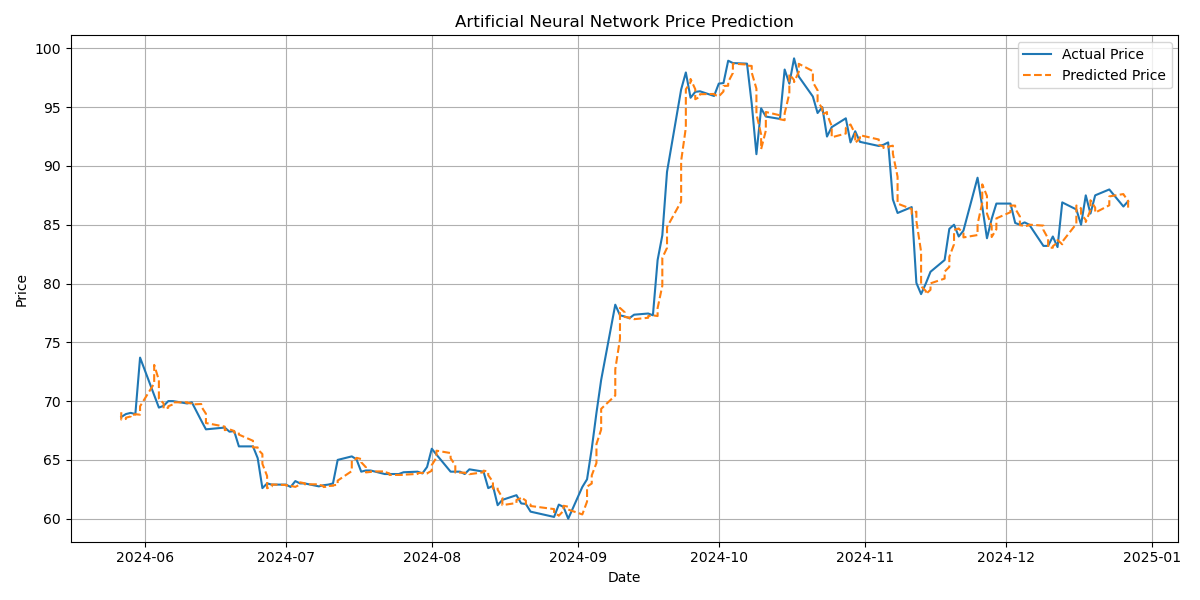 Artificial Neural Network Price Prediction
Actual Price
Predicted Price
100
95
90
85
80
75
70
65
60
Price
2024-06 2024-07 2024-08 2024-09 2024-10 2024-11 2024-12 2025-01
Date